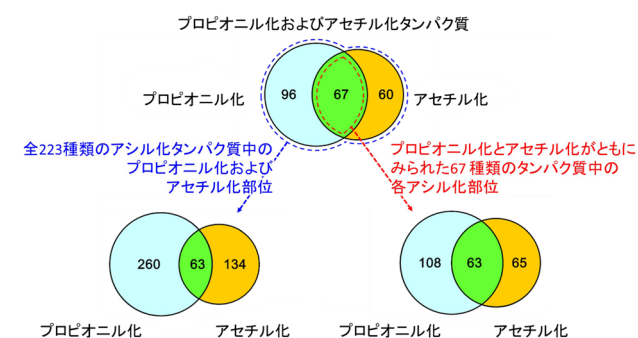 プロピオニル化およびアセチル化タンパク質
プロピオニル化
96
67
60
アセチル化
全223種類のアシル化タンパク質中の
プロピオニル化および
アセチル化部位
プロピオニル化とアセチル化がともに
みられた67 種類のタンパク質中の
各アシル化部位
260
63
134
プロピオニル化
アセチル化
108
63
65
プロピオニル化
アセチル化